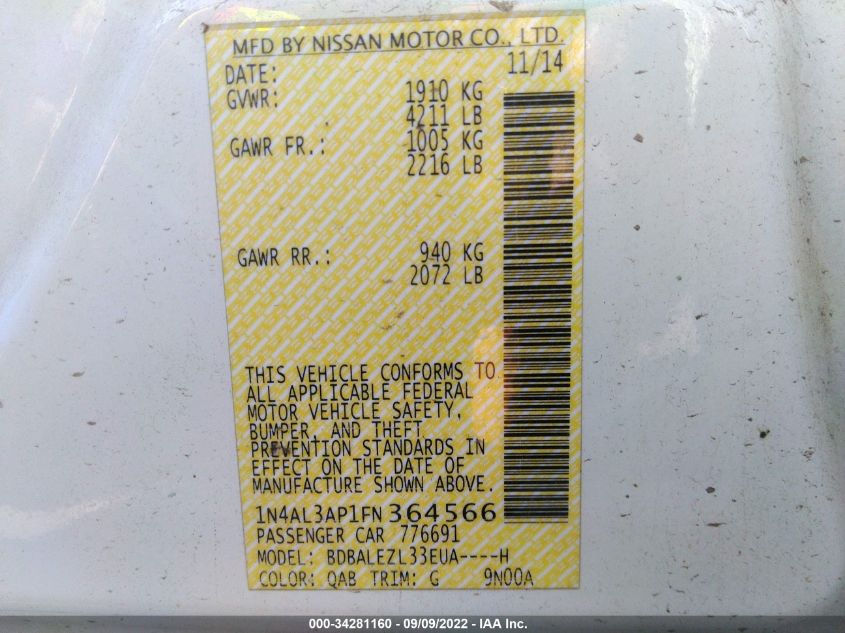 MFD BY NISSAN MOTOR CO., LTD.
DATE: 11/14
GVWR: 1910 KG
4211 LB
GAWR FR.: 1005 KG
2216 LB
GAWR RR.: 940 KG
2072 LB
THIS VEHICLE CONFORMS TO
ALL APPLICABLE FEDERAL
MOTOR VEHICLE SAFETY,
BUMPER, AND THEFT
PREVENTION STANDARDS IN
EFFECT ON THE DATE OF
MANUFACTURE SHOWN ABOVE.
1N4AL3AP1FN364566
PASSENGER CAR 776691
MODEL: BDBALEZL33EUA----H
COLOR: QAB TRIM: G 9N00A
000-34281160 - 09/09/2022 - IAA Inc.